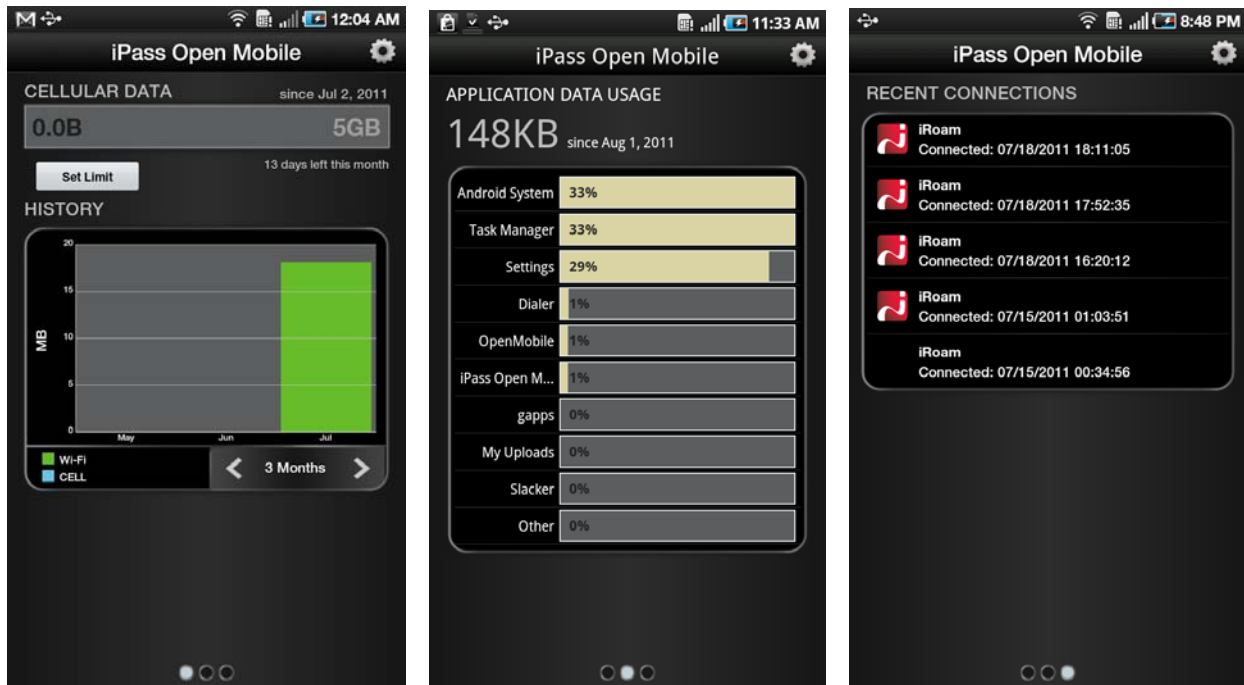 12:04 AM
iPass Open Mobile
CELLULAR DATA since Jul 2, 2011
0.0B 5GB
Set Limit 13 days left this month
HISTORY
20
15
10
5
0
MB
May Jun Jul
Wi-Fi
CELL
3 Months
11:33 AM
iPass Open Mobile
APPLICATION DATA USAGE
148KB since Aug 1, 2011
Android System 33%
Task Manager 33%
Settings 29%
Dialer 1%
OpenMobile 1%
iPass Open M... 1%
gapps 0%
My Uploads 0%
Slacker 0%
Other 0%
8:48 PM
iPass Open Mobile
RECENT CONNECTIONS
iRoam
Connected: 07/18/2011 18:11:05
iRoam
Connected: 07/18/2011 17:52:35
iRoam
Connected: 07/18/2011 16:20:12
iRoam
Connected: 07/15/2011 01:03:51
iRoam
Connected: 07/15/2011 00:34:56